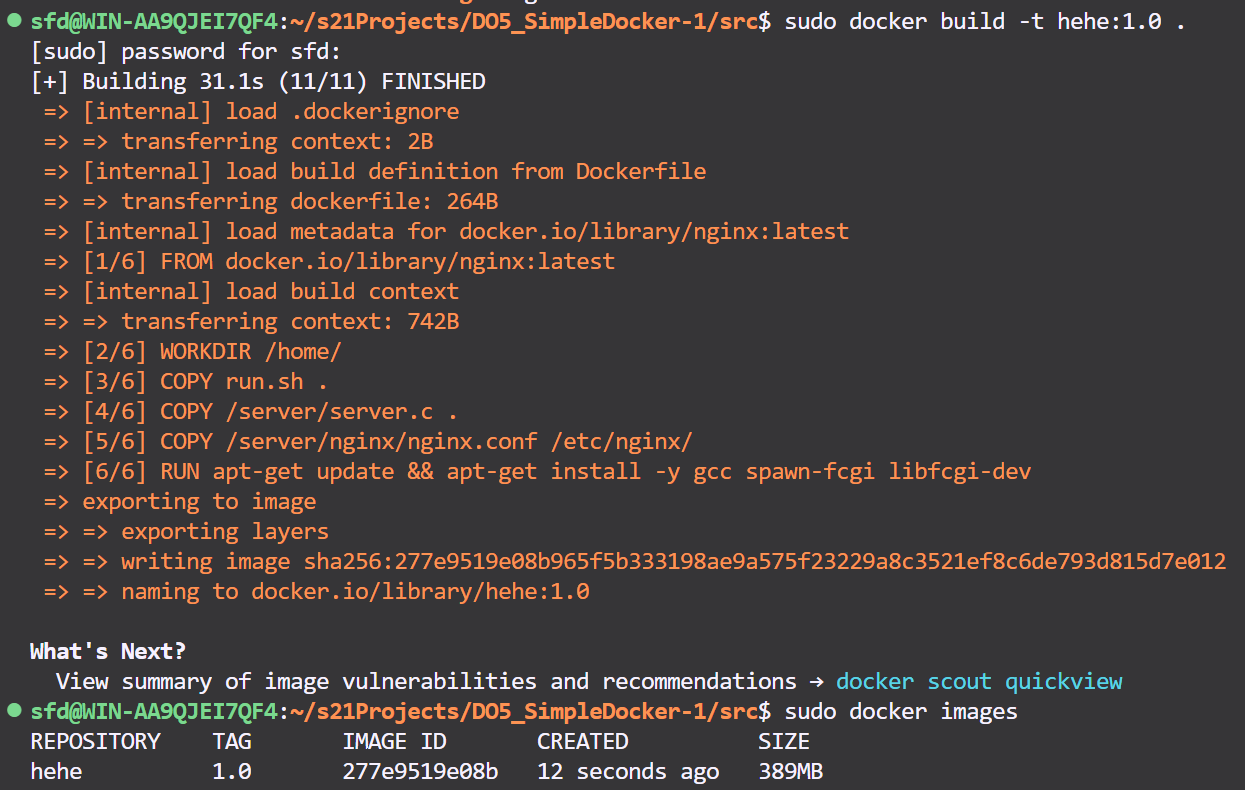 sfd@WIN-AA9QJEI7QF4:~/s21Projects/DO5_SimpleDocker-1/src$ sudo docker build -t hehe:1.0 .
[sudo] password for sfd:
[+] Building 31.1s (11/11) FINISHED
=> [internal] load .dockerignore
=> => transferring context: 2B
=> [internal] load build definition from Dockerfile
=> => transferring dockerfile: 264B
=> [internal] load metadata for docker.io/library/nginx:latest
=> [1/6] FROM docker.io/library/nginx:latest
=> [internal] load build context
=> => transferring context: 742B
=> [2/6] WORKDIR /home/
=> [3/6] COPY run.sh .
=> [4/6] COPY /server/server.c .
=> [5/6] COPY /server/nginx/nginx.conf /etc/nginx/
=> [6/6] RUN apt-get update && apt-get install -y gcc spawn-fcgi libfcgi-dev
=> exporting to image
=> => exporting layers
=> => writing image sha256:277e9519e08b965f5b333198ae9a575f23229a8c3521ef8c6de793d815d7e012
=> => naming to docker.io/library/hehe:1.0
What's Next?
View summary of image vulnerabilities and recommendations → docker scout quickview
sfd@WIN-AA9QJEI7QF4:~/s21Projects/DO5_SimpleDocker-1/src$ sudo docker images
REPOSITORY TAG IMAGE ID CREATED SIZE
hehe 1.0 277e9519e08b 12 seconds ago 389MB